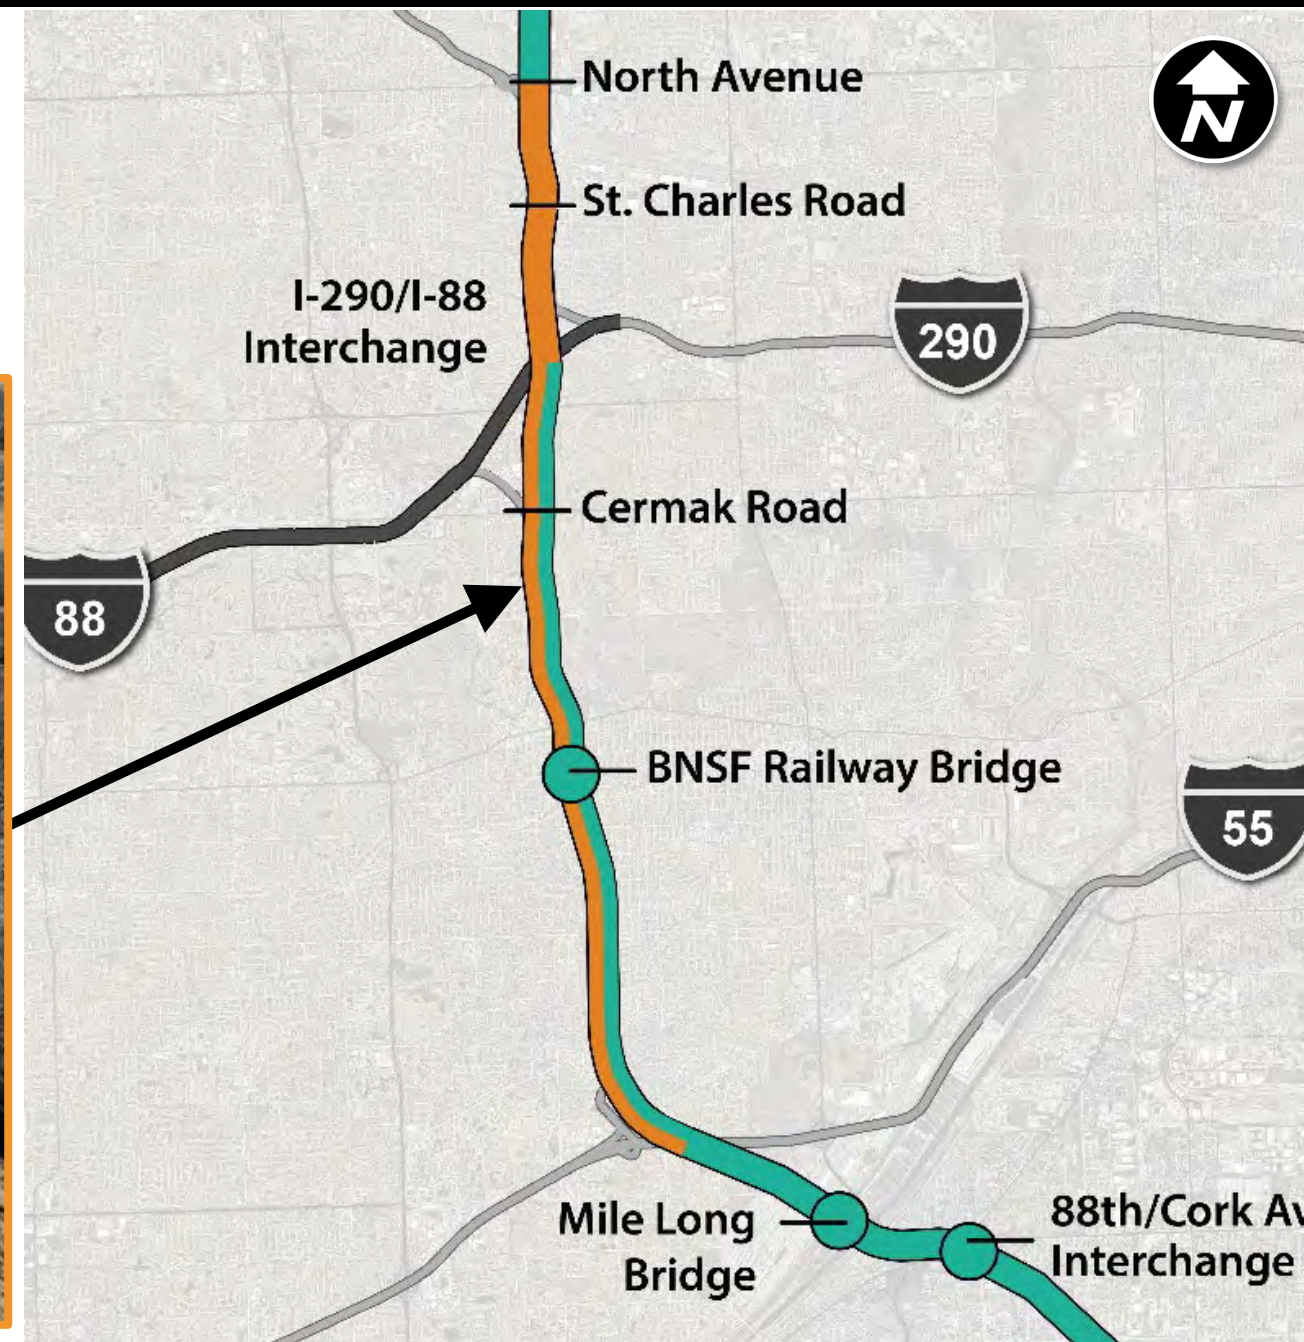 North Avenue
N
St. Charles Road
I-290/I-88
Interchange
290
Cermak Road
88
BNSF Railway Bridge
55
Mile Long
Bridge
88th/Cork Av
Interchange